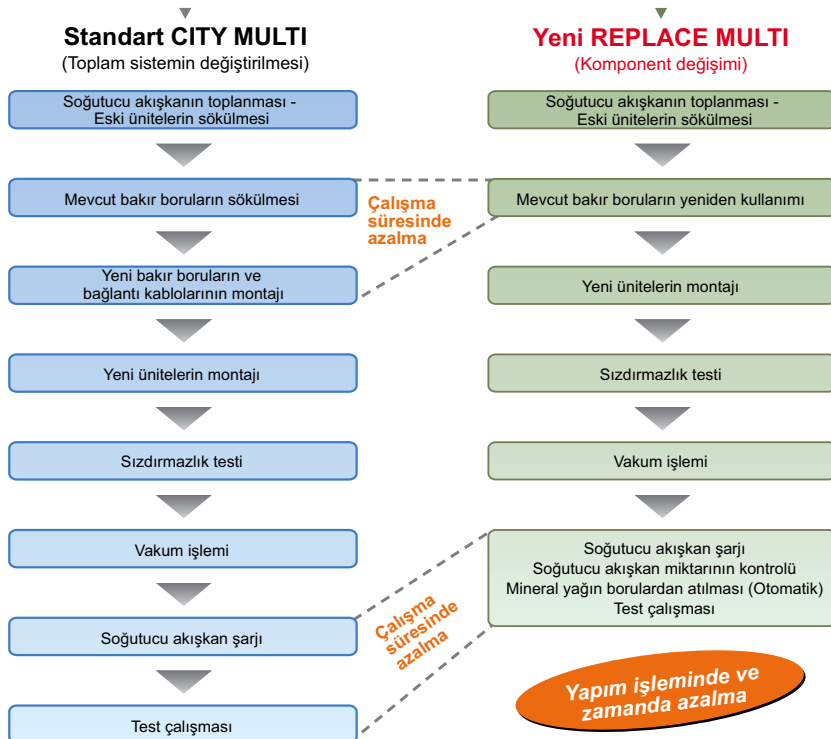 Standart CITY MULTI
(Toplam sistemin değiştirilmesi)
Soğutucu akışkanın toplanması -
Eski ünitelerin sökülmesi
Mevcut bakır boruların sökülmesi
Yeni bakır boruların ve
bağlantı kablolarının montajı
Yeni ünitelerin montajı
Sızdırmazlık testi
Vakum işlemi
Soğutucu akışkan şarjı
Test çalışması
Çalışma
süresinde
azalma
Çalışma
süresinde
azalma
Yeni REPLACE MULTI
(Komponent değişimi)
Soğutucu akışkanın toplanması -
Eski ünitelerin sökülmesi
Mevcut bakır boruların yeniden kullanımı
Yeni ünitelerin montajı
Sızdırmazlık testi
Vakum işlemi
Soğutucu akışkan şarjı
Soğutucu akışkan miktarının kontrolü
Mineral yağın borulardan atılması (Otomatik)
Test çalışması
Yapım işleminde ve
zamanda azalma